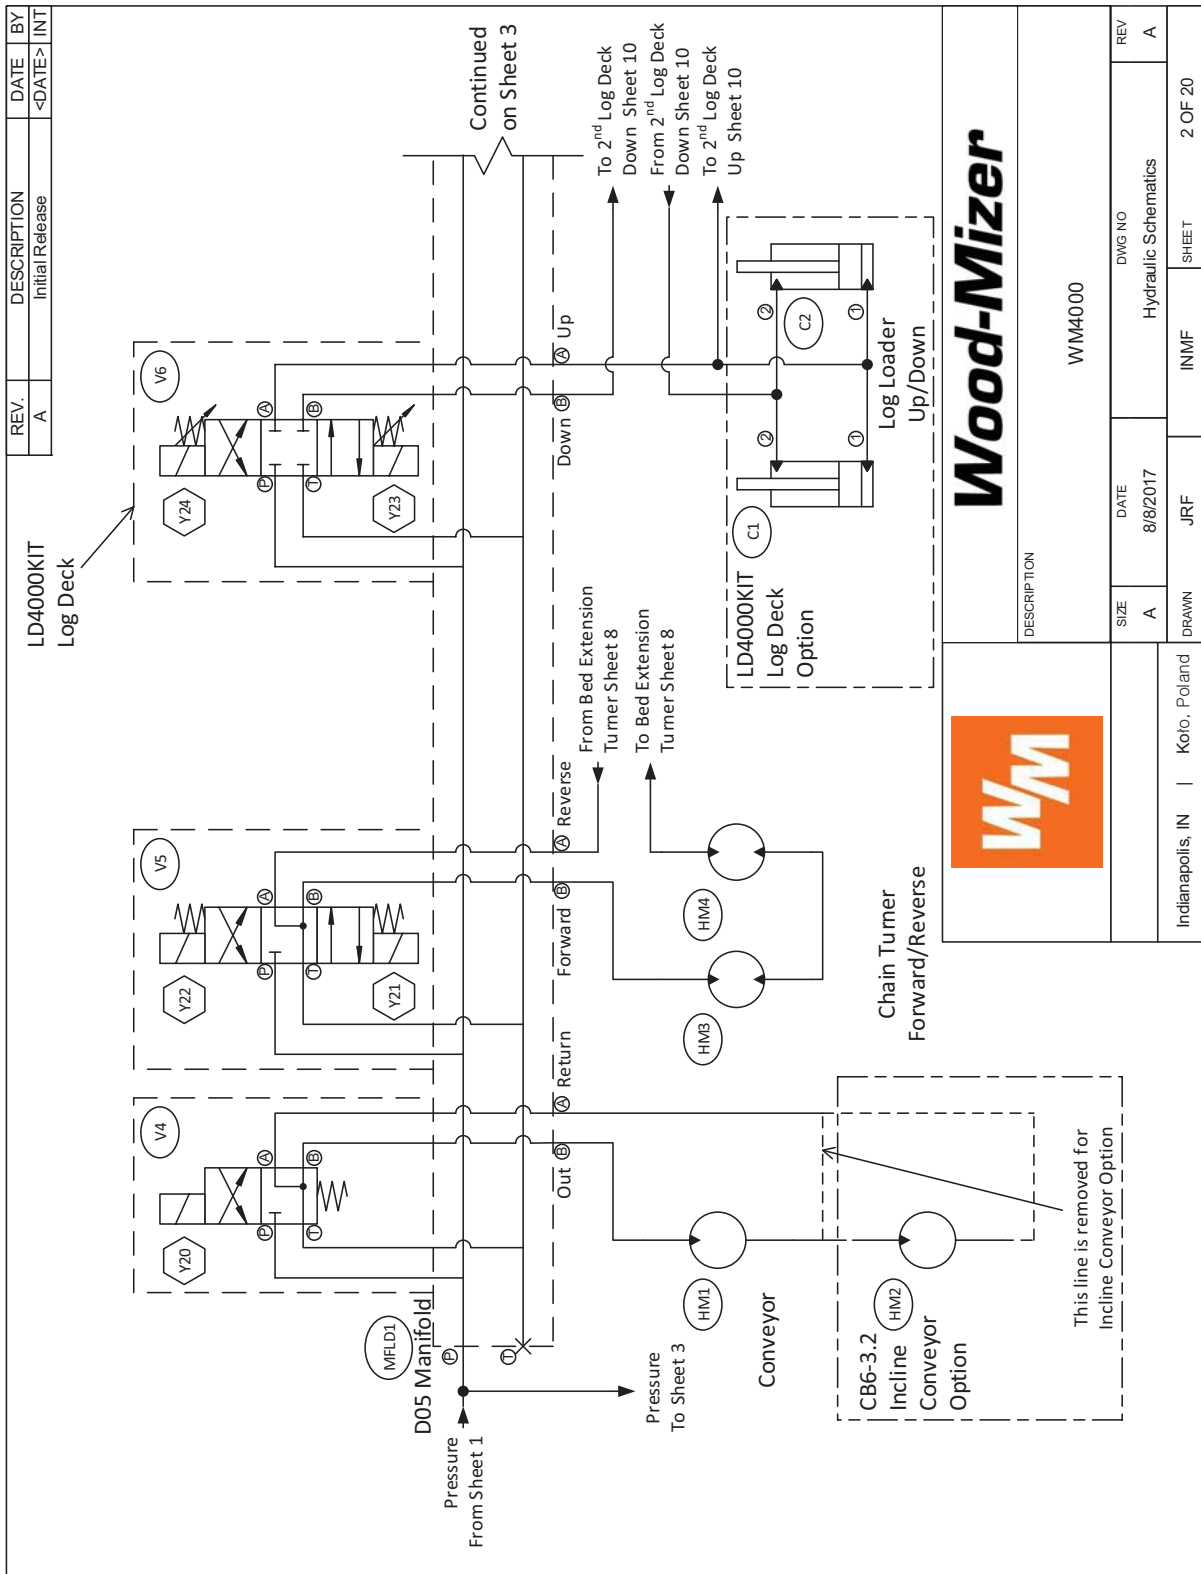 REV.
DESCRIPTION
DATE
BY
A
Initial Release
<DATE>
INT
LD4000KIT
Log Deck
V4
V5
V6
Y20
Y22
Y21
Y24
Y23
P
A
T
B
P
A
T
B
P
A
T
B
MFLD1
D05 Manifold
P
T
Pressure
From Sheet 1
Pressure
To Sheet 3
Continued
on Sheet 3
Out
B
A
Return
Forward
B
A
Reverse
Down
B
A
Up
From Bed Extension
Turner Sheet 8
To Bed Extension
Turner Sheet 8
To 2nd Log Deck
Down Sheet 10
From 2nd Log Deck
Down Sheet 10
To 2nd Log Deck
Up Sheet 10
HM1
Conveyor
HM3
HM4
Chain Turner
Forward/Reverse
CB6-3.2
Incline
Conveyor
Option
HM2
This line is removed for
Incline Conveyor Option
LD4000KIT
Log Deck
Option
C1
C2
2
2
1
1
Log Loader
Up/Down
WM
Wood-Mizer
DESCRIPTION
WM4000
Indianapolis, IN | Koło, Poland
SIZE
A
DATE
8/8/2017
DWG NO
Hydraulic Schematics
REV
A
DRAWN
JRF
INMF
SHEET
2 OF 20